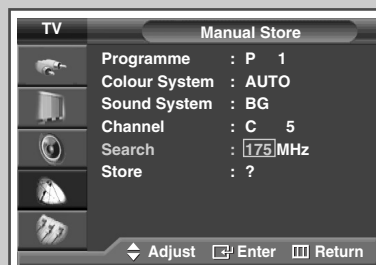 TV
Manual Store
Programme : P 1
Colour System : AUTO
Sound System : BG
Channel : C 5
Search : 175 MHz
Store : ?
Adjust Enter Return